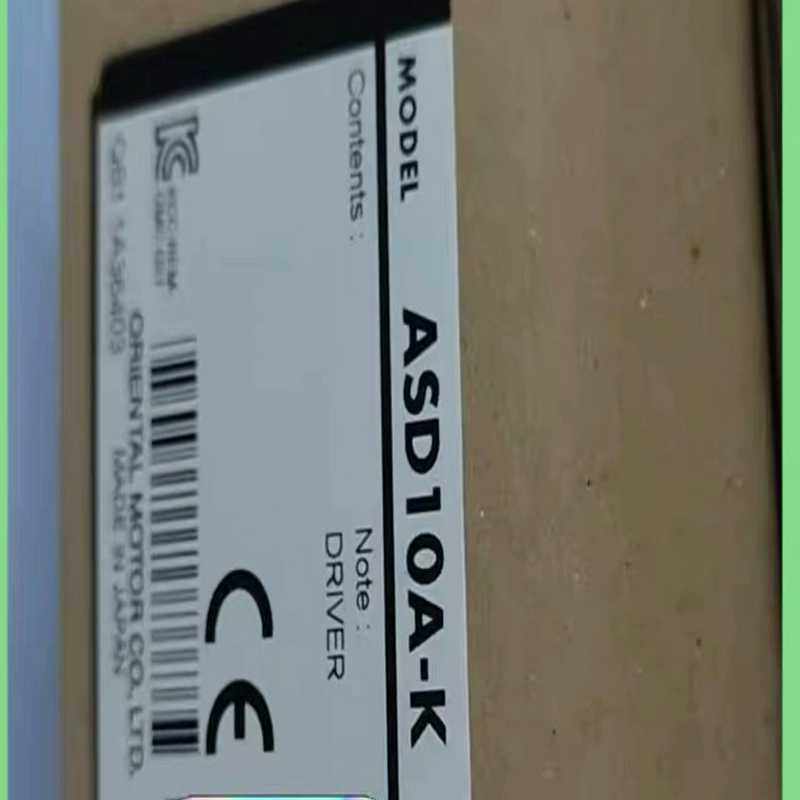 MODEL ASD10A-K
Contents :
Note :
DRIVER
CE
ORIENTAL MOTOR CO., LTD.
MADE IN JAPAN